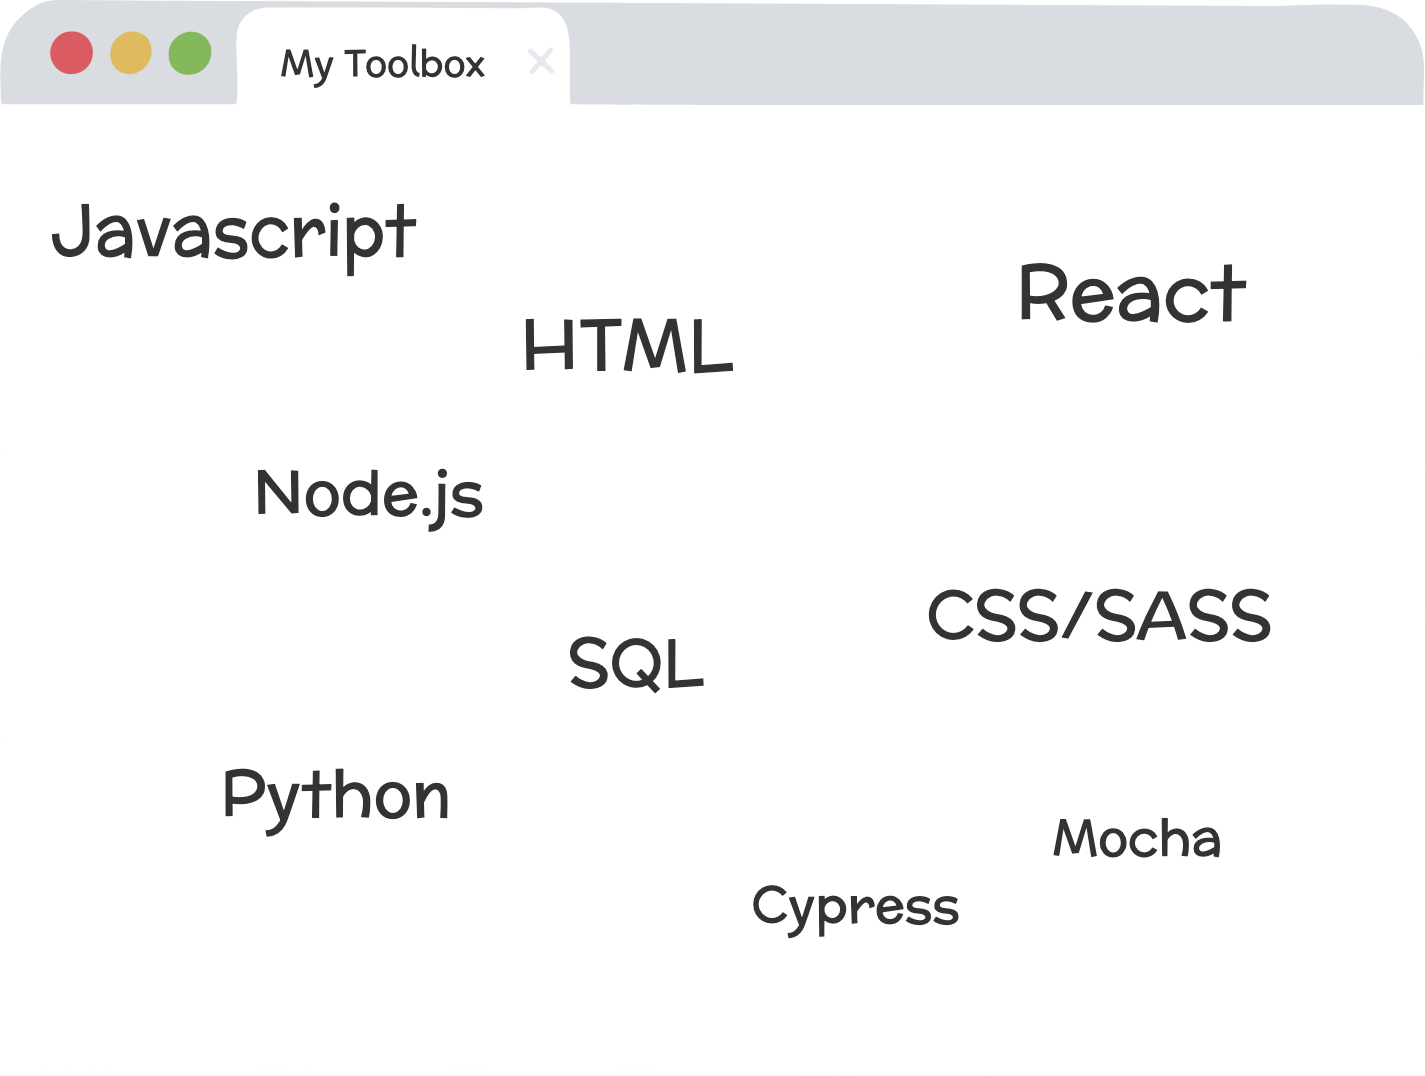 My Toolbox
Javascript
React
HTML
Node.js
CSS/SASS
SQL
Python
Mocha
Cypress